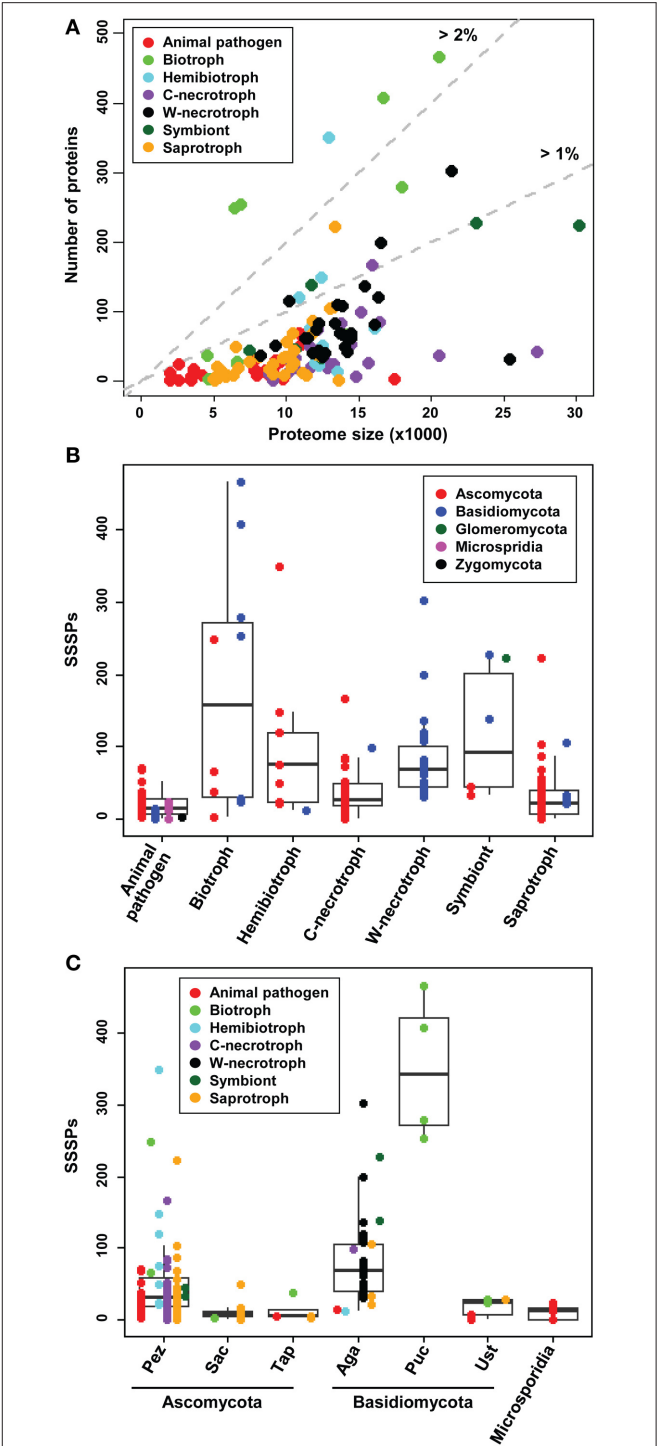 A
Animal pathogen
Biotroph
Hemibiotroph
C-necrotroph
W-necrotroph
Symbiont
Saprotroph
> 2%
> 1%
Number of proteins
500
400
300
200
100
0
0 5 10 15 20 25 30
Proteome size (x1000)
B
Ascomycota
Basidiomycota
Glomeromycota
Microspridia
Zygomycota
SSSPs
400
300
200
100
0
Animal pathogen
Biotroph
Hemibiotroph
C-necrotroph
W-necrotroph
Symbiont
Saprotroph
C
Animal pathogen
Biotroph
Hemibiotroph
C-necrotroph
W-necrotroph
Symbiont
Saprotroph
SSSPs
400
300
200
100
0
Pez
Sac
Tap
Aga
Puc
Ust
Microsporidia
Ascomycota
Basidiomycota